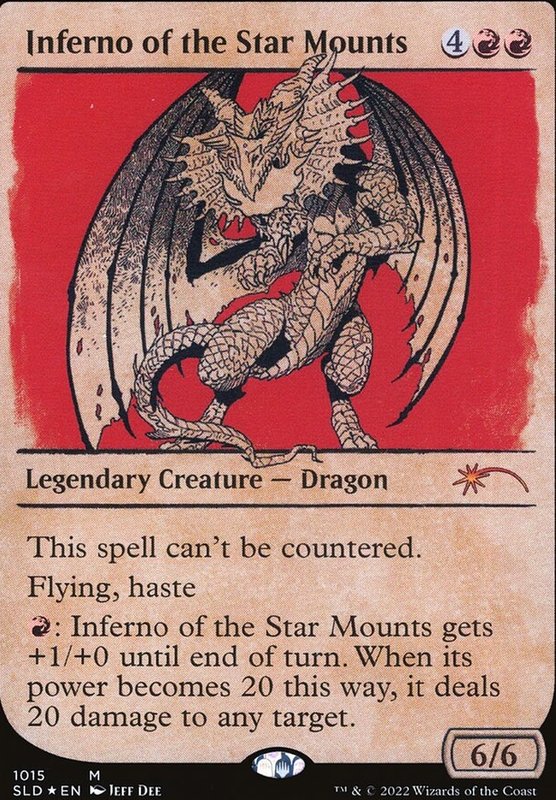 Inferno of the Star Mounts 4
Legendary Creature — Dragon
This spell can't be countered.
Flying, haste
: Inferno of the Star Mounts gets
+1/+0 until end of turn. When its
power becomes 20 this way, it deals
20 damage to any target.
6/6
1015 M
SLD ★ EN Jeff Dee
™ & © 2022 Wizards of the Coast